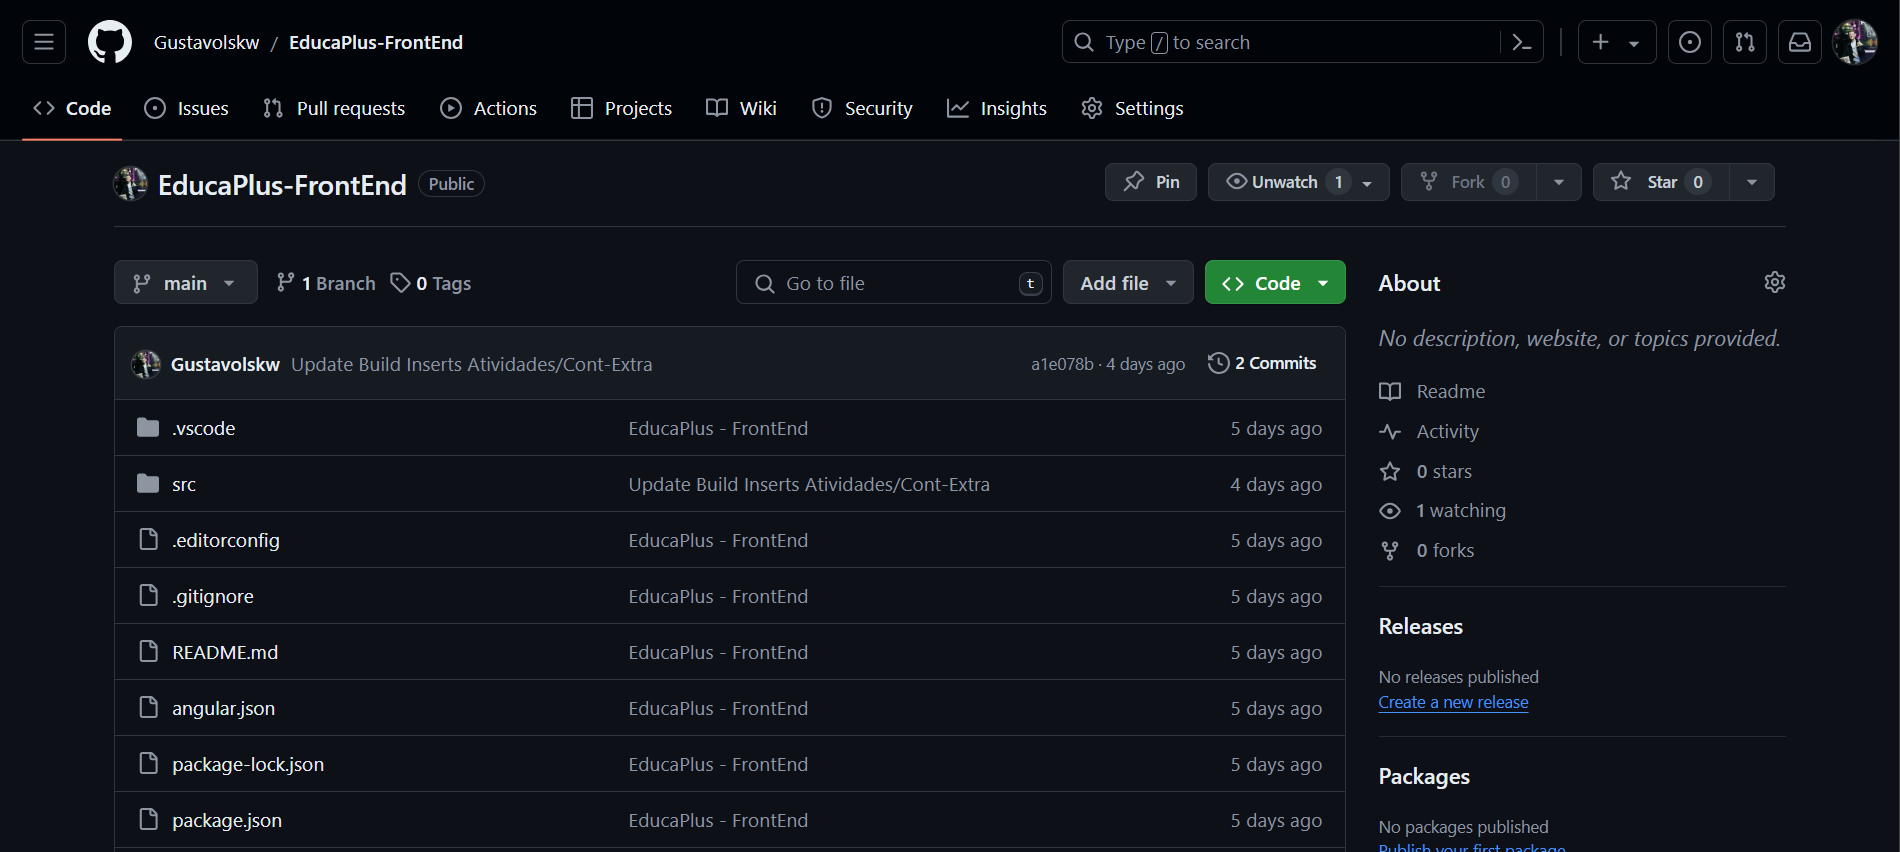 Gustavolskw / EducaPlus-FrontEnd
Type / to search
Code Issues Pull requests Actions Projects Wiki Security Insights Settings
EducaPlus-FrontEnd Public
Pin Unwatch 1 Fork 0 Star 0
main 1 Branch 0 Tags
Go to file t Add file Code
Gustavolskw Update Build Inserts Atividades/Cont-Extra a1e078b · 4 days ago 2 Commits
.vscode EducaPlus - FrontEnd 5 days ago
src Update Build Inserts Atividades/Cont-Extra 4 days ago
.editorconfig EducaPlus - FrontEnd 5 days ago
.gitignore EducaPlus - FrontEnd 5 days ago
README.md EducaPlus - FrontEnd 5 days ago
angular.json EducaPlus - FrontEnd 5 days ago
package-lock.json EducaPlus - FrontEnd 5 days ago
package.json EducaPlus - FrontEnd 5 days ago
About
No description, website, or topics provided.
Readme
Activity
0 stars
1 watching
0 forks
Releases
No releases published
Create a new release
Packages
No packages published
Publish your first package